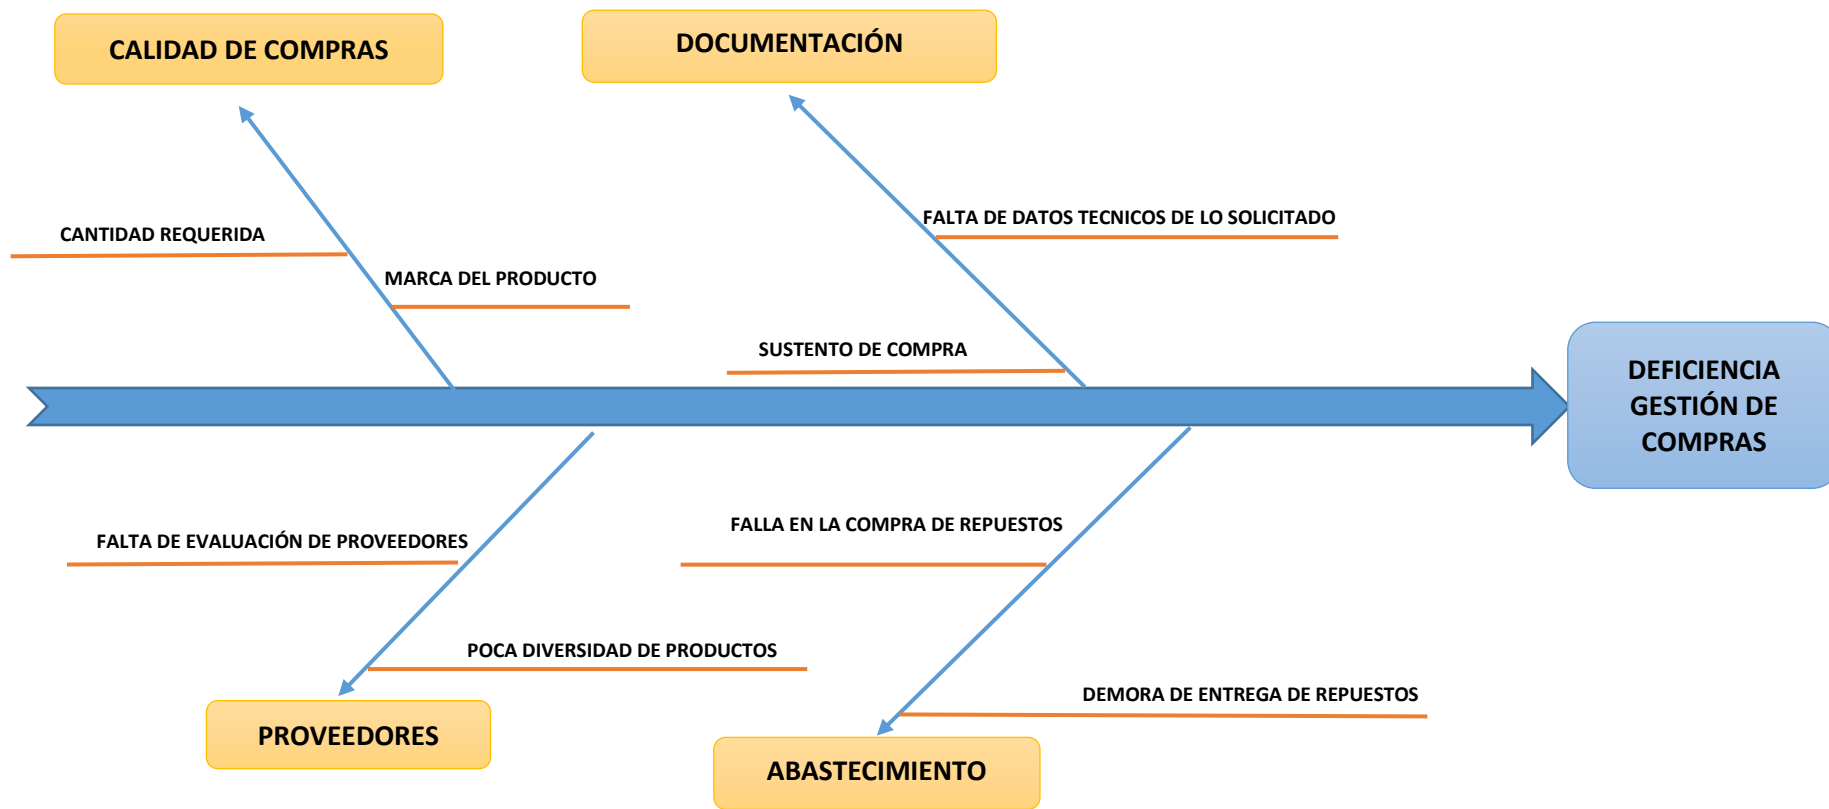 CALIDAD DE COMPRAS
DOCUMENTACIÓN
CANTIDAD REQUERIDA
MARCA DEL PRODUCTO
FALTA DE DATOS TECNICOS DE LO SOLICITADO
SUSTENTO DE COMPRA
DEFICIENCIA
GESTIÓN DE
COMPRAS
FALTA DE EVALUACIÓN DE PROVEEDORES
FALLA EN LA COMPRA DE REPUESTOS
POCA DIVERSIDAD DE PRODUCTOS
DEMORA DE ENTREGA DE REPUESTOS
PROVEEDORES
ABASTECIMIENTO